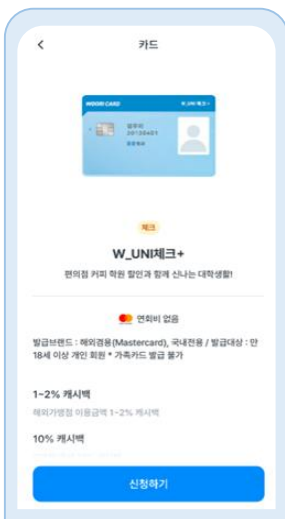 카드
WOORI CARD
W_UNI 체크+
체크
W_UNI체크+
편의점 커피 학원 할인과 함께 신나는 대학생활!
연회비 없음
발급브랜드 : 해외겸용(Mastercard), 국내전용 / 발급대상 : 만
18세 이상 개인 회원 * 가족카드 발급 불가
1~2% 캐시백
해외가맹점 이용금액 1~2% 캐시백
10% 캐시백
신청하기